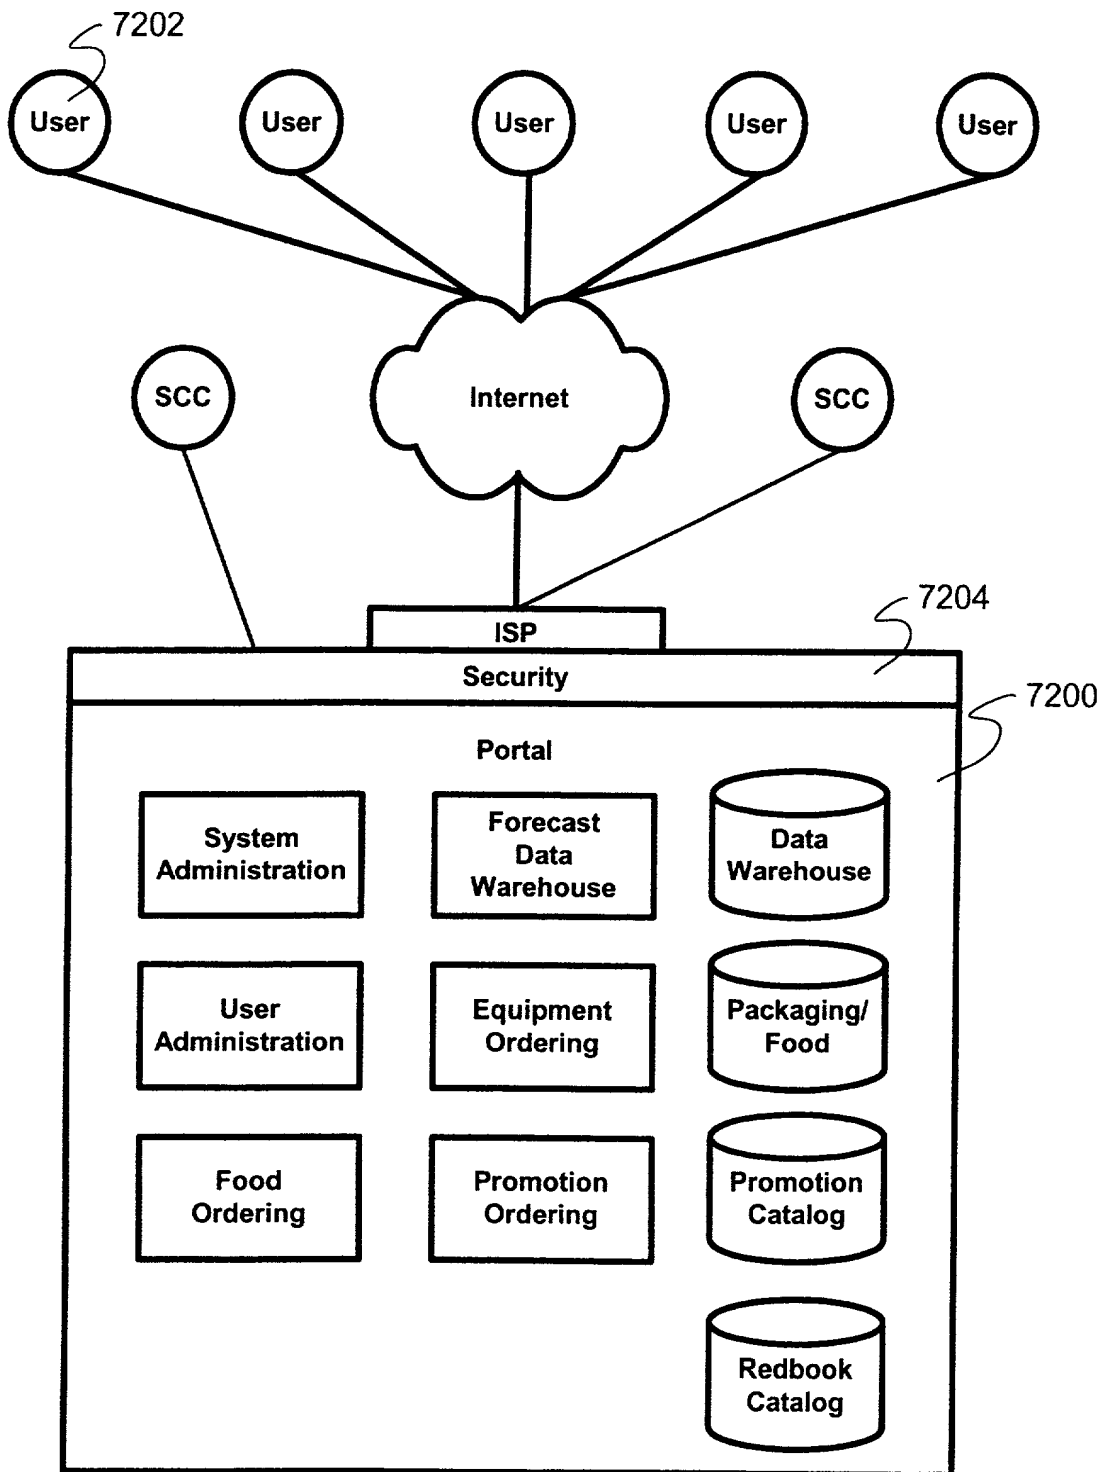 7202
User
User
User
User
User
SCC
Internet
SCC
7204
ISP
Security
7200
Portal
System
Administration
Forecast
Data
Warehouse
Data
Warehouse
User
Administration
Equipment
Ordering
Packaging/
Food
Food
Ordering
Promotion
Ordering
Promotion
Catalog
Redbook
Catalog